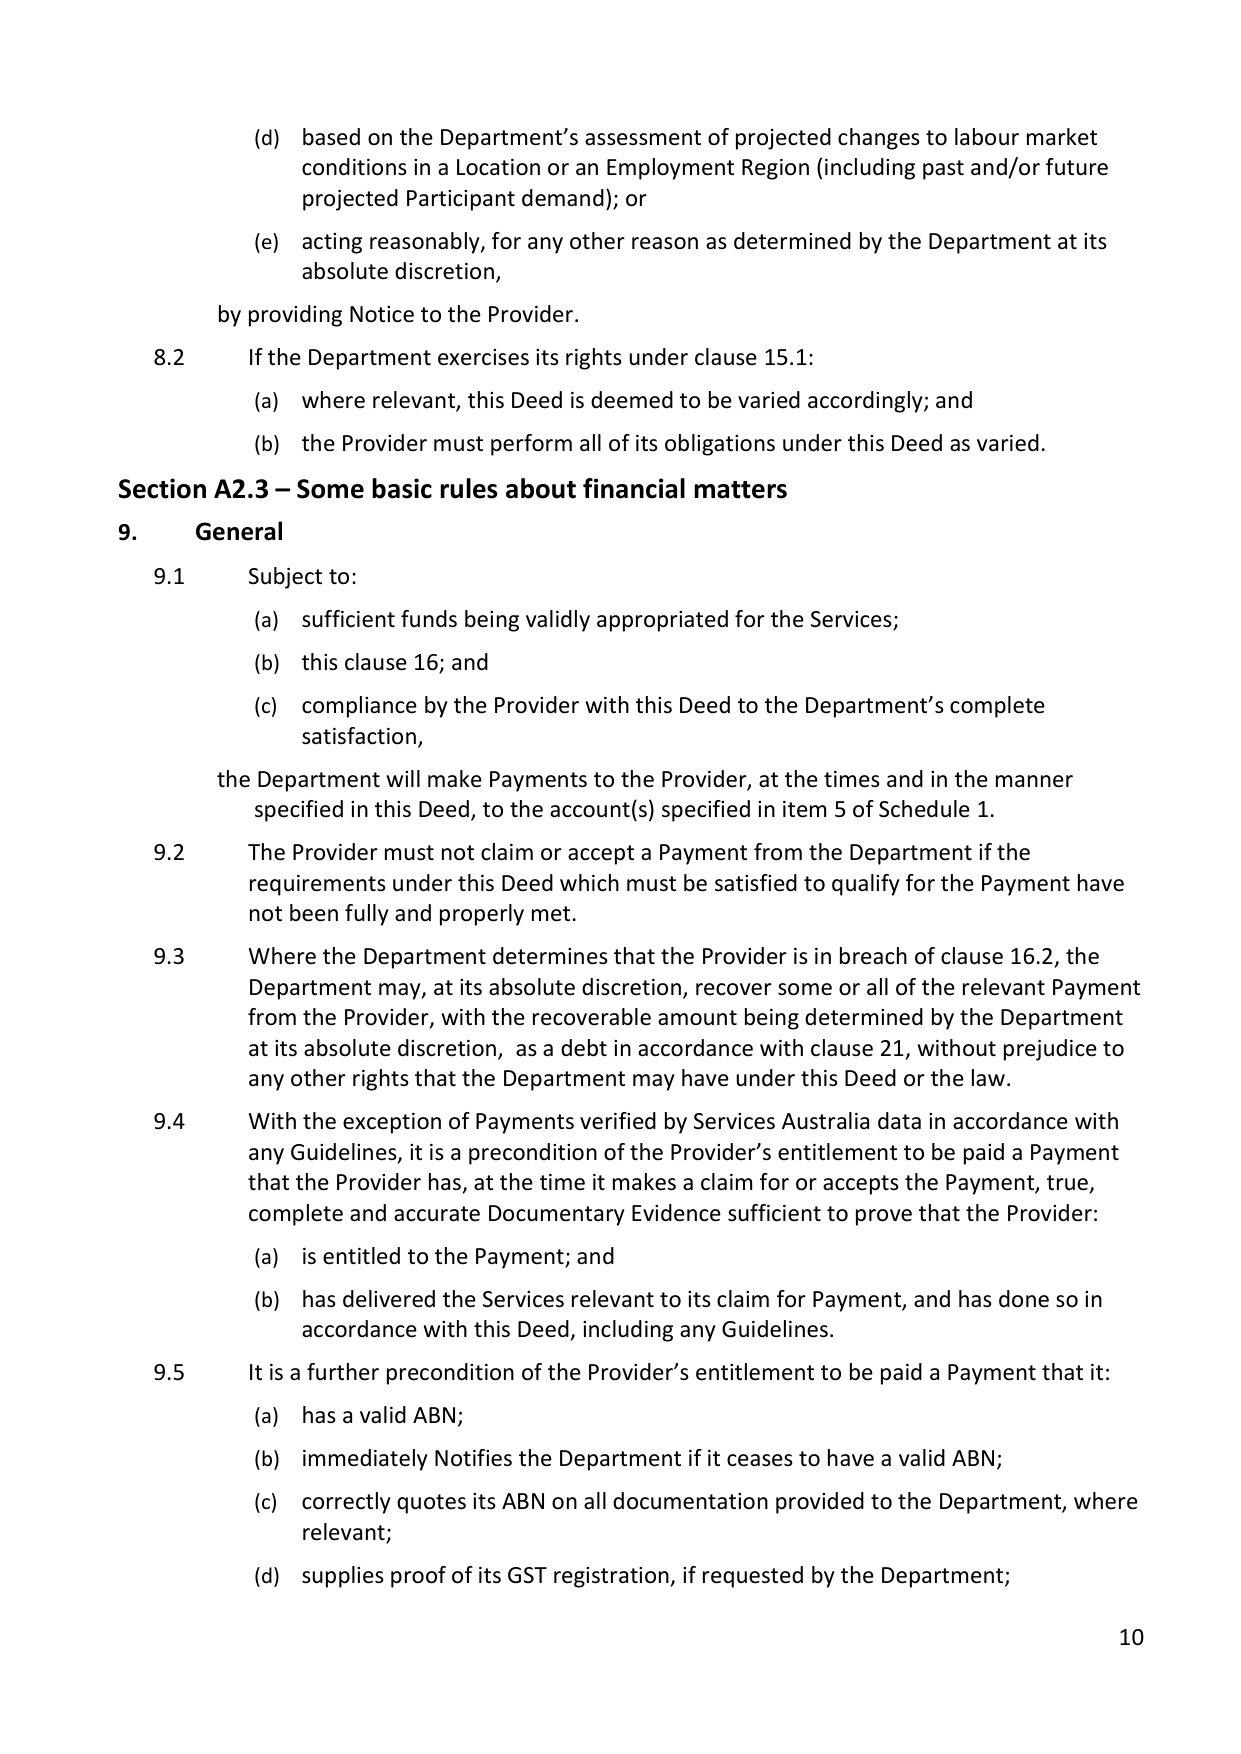 (d) based on the Department’s assessment of projected changes to labour market
conditions in a Location or an Employment Region (including past and/or future
projected Participant demand); or
(e) acting reasonably, for any other reason as determined by the Department at its
absolute discretion,
by providing Notice to the Provider.
8.2 If the Department exercises its rights under clause 15.1:
(a) where relevant, this Deed is deemed to be varied accordingly; and
(b) the Provider must perform all of its obligations under this Deed as varied.
Section A2.3 – Some basic rules about financial matters
9. General
9.1 Subject to:
(a) sufficient funds being validly appropriated for the Services;
(b) this clause 16; and
(c) compliance by the Provider with this Deed to the Department’s complete
satisfaction,
the Department will make Payments to the Provider, at the times and in the manner
specified in this Deed, to the account(s) specified in item 5 of Schedule 1.
9.2 The Provider must not claim or accept a Payment from the Department if the
requirements under this Deed which must be satisfied to qualify for the Payment have
not been fully and properly met.
9.3 Where the Department determines that the Provider is in breach of clause 16.2, the
Department may, at its absolute discretion, recover some or all of the relevant Payment
from the Provider, with the recoverable amount being determined by the Department
at its absolute discretion,  as a debt in accordance with clause 21, without prejudice to
any other rights that the Department may have under this Deed or the law.
9.4 With the exception of Payments verified by Services Australia data in accordance with
any Guidelines, it is a precondition of the Provider’s entitlement to be paid a Payment
that the Provider has, at the time it makes a claim for or accepts the Payment, true,
complete and accurate Documentary Evidence sufficient to prove that the Provider:
(a) is entitled to the Payment; and
(b) has delivered the Services relevant to its claim for Payment, and has done so in
accordance with this Deed, including any Guidelines.
9.5 It is a further precondition of the Provider’s entitlement to be paid a Payment that it:
(a) has a valid ABN;
(b) immediately Notifies the Department if it ceases to have a valid ABN;
(c) correctly quotes its ABN on all documentation provided to the Department, where
relevant;
(d) supplies proof of its GST registration, if requested by the Department;
10